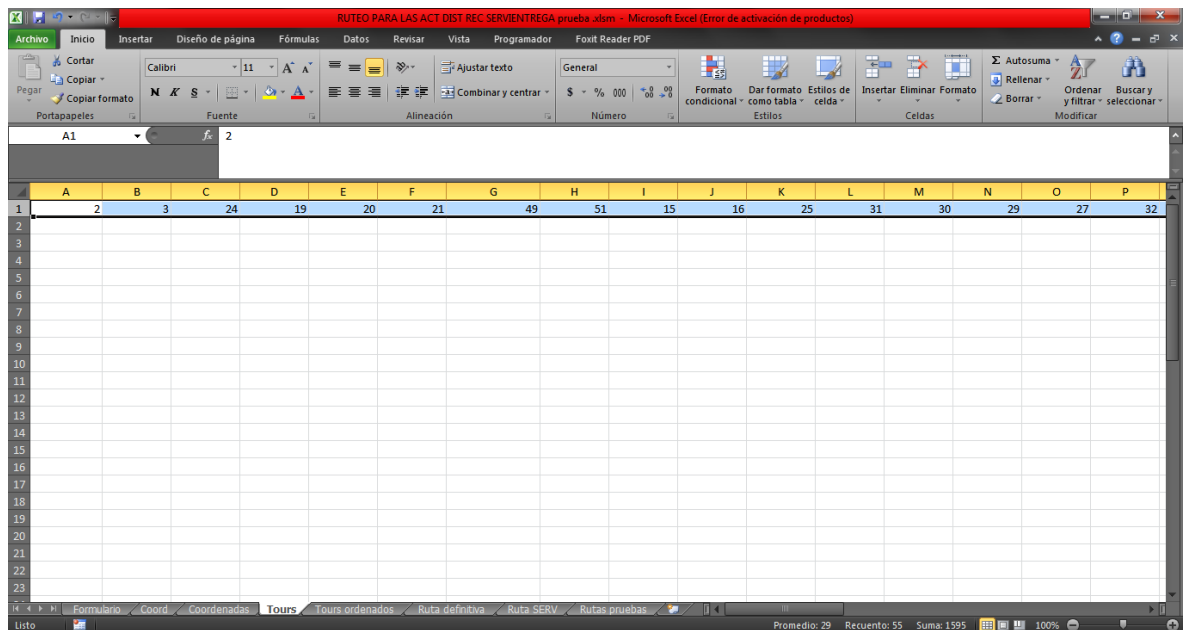 RUTEO PARA LAS ACT DIST REC SERVIENTREGA prueba .xlsm - Microsoft Excel (Error de activación de productos)
Archivo Inicio Insertar Diseño de página Fórmulas Datos Revisar Vista Programador Foxit Reader PDF
Pegar
Cortar
Copiar
Copiar formato
Portapapeles
Calibri 11
N K S
Fuente
Ajustar texto
Combinar y centrar
Alineación
General
$ % 000
Número
Formato condicional
Dar formato como tabla
Estilos de celda
Estilos
Insertar Eliminar Formato
Celdas
Σ Autosuma
Rellenar
Borrar
Ordenar y filtrar
Buscar y seleccionar
Modificar
A1 fx 2
A B C D E F G H I J K L M N O P
1 2 3 24 19 20 21 49 51 15 16 25 31 30 29 27 32
2
3
4
5
6
7
8
9
10
11
12
13
14
15
16
17
18
19
20
21
22
23
Formulario Coord Coordenadas Tours Tours ordenados Ruta definitiva Ruta SERV Rutas pruebas
Listo Promedio: 29 Recuento: 55 Suma: 1595 100%